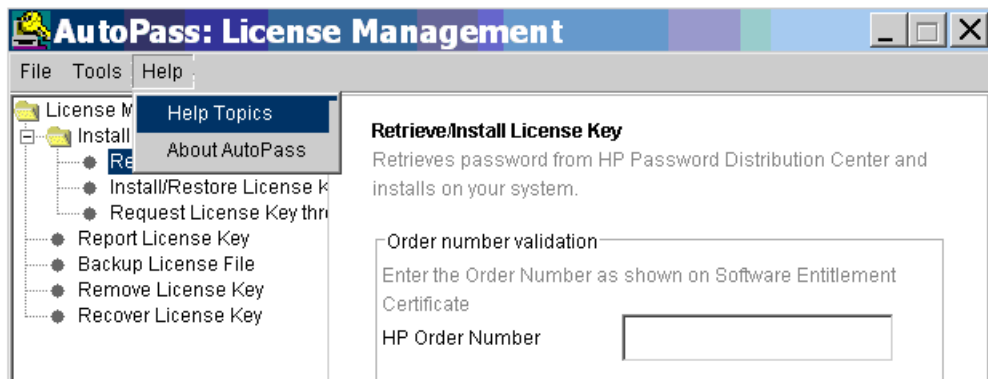 AutoPass: License Management
File Tools Help
Help Topics
About AutoPass
License M
Install
Re
Install/Restore License K
Request License Key thr
Report License Key
Backup License File
Remove License Key
Recover License Key
Retrieve/Install License Key
Retrieves password from HP Password Distribution Center and
installs on your system.
Order number validation
Enter the Order Number as shown on Software Entitlement
Certificate
HP Order Number